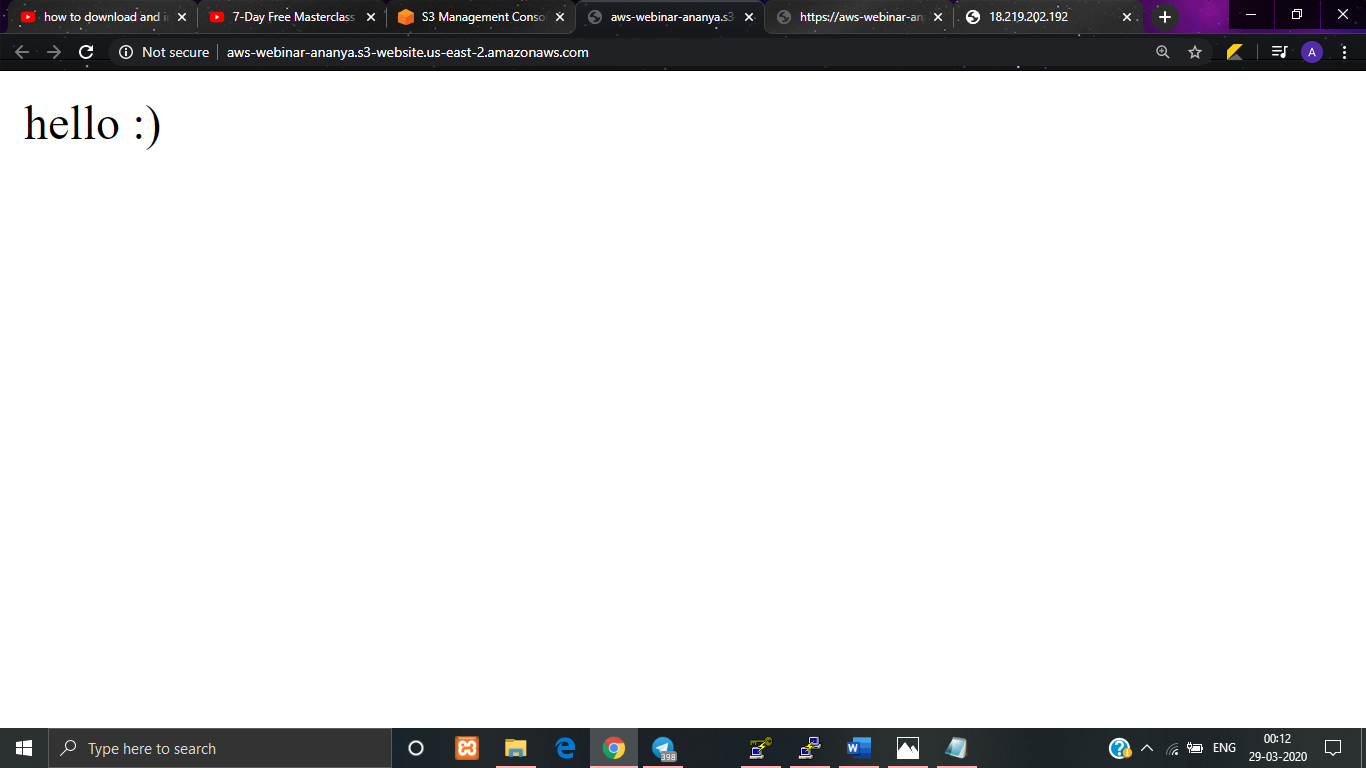 how to download and i
7-Day Free Masterclass
S3 Management Conso
aws-webinar-ananya.s3
https://aws-webinar-an
18.219.202.192
Not secure
aws-webinar-ananya.s3-website.us-east-2.amazonaws.com
A
hello :)
Type here to search
398
ENG
00:12
29-03-2020